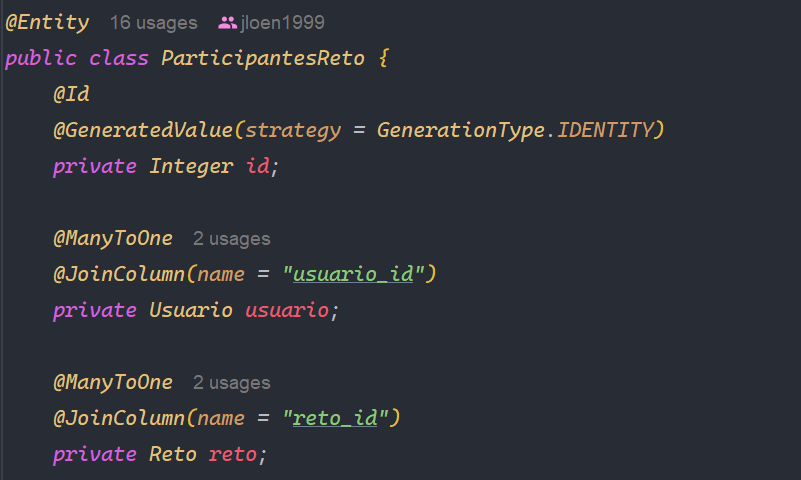 @Entity 16 usages jloen1999
public class ParticipantesReto {
@Id
@GeneratedValue(strategy = GenerationType.IDENTITY)
private Integer id;
@ManyToOne 2 usages
@JoinColumn(name = "usuario_id")
private Usuario usuario;
@ManyToOne 2 usages
@JoinColumn(name = "reto_id")
private Reto reto;